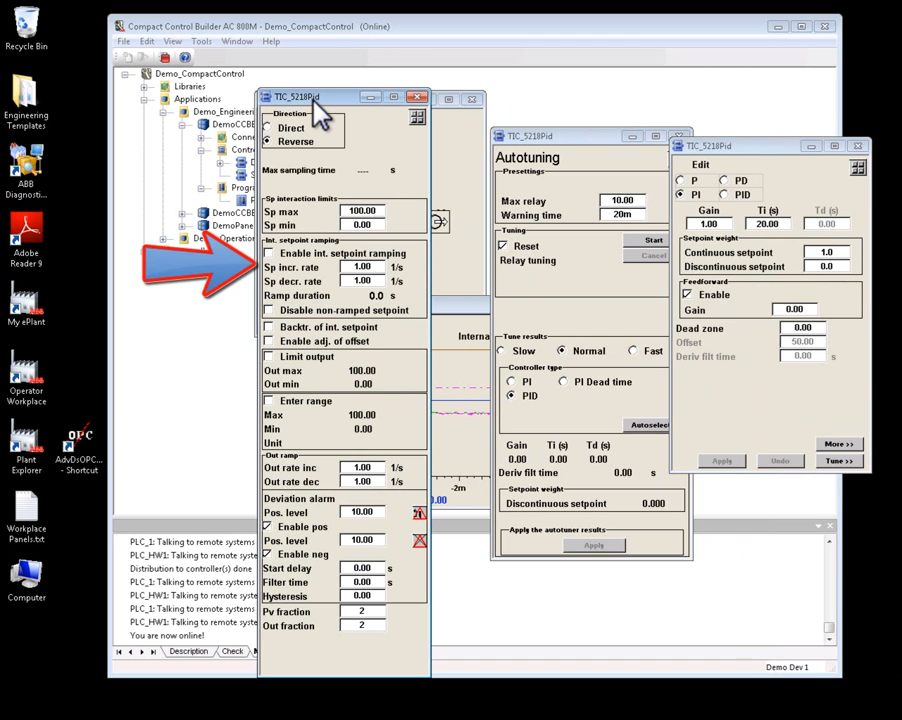 Recycle Bin
Engineering
Templates
ABB
Diagnosti...
Adobe
Reader 9
My ePlant
Operator
Workplace
Plant
Explorer
AdvDsOPC...
- Shortcut
Workplace
Panels.txt
Computer
Compact Control Builder AC 800M - Demo_CompactControl (Online)
File Edit View Tools Window Help
Demo_CompactControl
Libraries
Applications
Demo_Engineeri
DemoCCBE
Conne
Contr
D
S
Progra
DemoCCBE
DemoPane
TIC_5218Pid
Direction
Direct
Reverse
Max sampling time ---- s
Sp interaction limits
Sp max 100.00
Sp min 0.00
Int. setpoint ramping
Enable int. setpoint ramping
Sp incr. rate 1.00 1/s
Sp decr. rate 1.00 1/s
Ramp duration 0.0 s
Disable non-ramped setpoint
Backtr. of int. setpoint
Enable adj. of offset
Limit output
Out max 100.00
Out min 0.00
Enter range
Max 100.00
Min 0.00
Unit
Out ramp
Out rate inc 1.00 1/s
Out rate dec 1.00 1/s
Deviation alarm
Pos. level 10.00
Enable pos
Pos. level 10.00
Enable neg
Start delay 0.00 s
Filter time 0.00 s
Hysteresis 0.00
Pv fraction 2
Out fraction 2
Interna
-2m
0.00
TIC_5218Pid
Autotuning
Presettings
Max relay 10.00
Warning time 20m
Tuning
Reset Start
Relay tuning Cancel
Tune results
Slow Normal Fast
Controller type
PI PI Dead time
PID
Autoselect
Gain Ti (s) Td (s)
0.00 0.00 0.00
Deriv filt time 0.00 s
Setpoint weight
Discontinuous setpoint 0.000
Apply the autotuner results
Apply
TIC_5218Pid
Edit
P PD
PI PID
Gain Ti (s) Td (s)
1.00 20.00 0.00
Setpoint weight
Continuous setpoint 1.0
Discontinuous setpoint 0.0
Feedforward
Enable
Gain 0.00
Dead zone 0.00
Offset 50.00
Deriv filt time 0.00 s
More >>
Apply Undo Tune >>
PLC_1: Talking to remote systems
PLC_HW1: Talking to remote syste
Distribution to controller(s) done
PLC_1: Talking to remote systems
PLC_HW1: Talking to remote syste
PLC_1: Talking to remote systems
PLC_HW1: Talking to remote syste
You are now online!
Description Check
Demo Dev 1